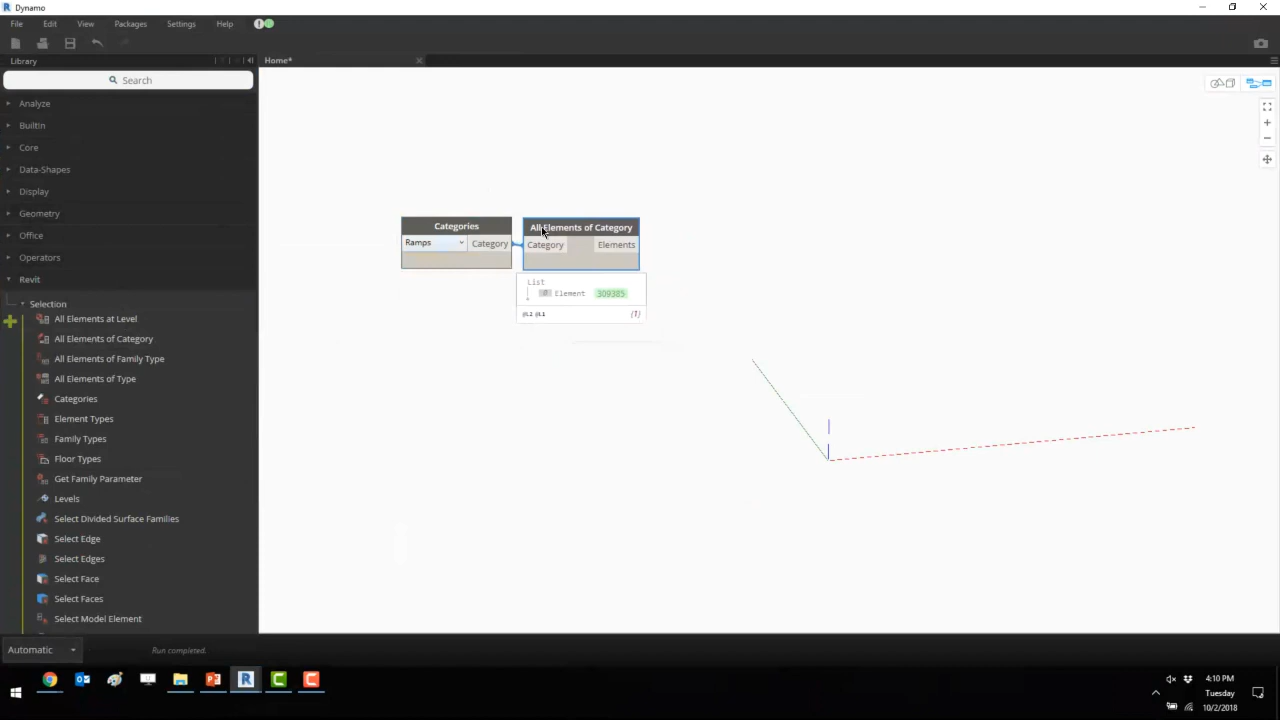 Dynamo
File Edit View Packages Settings Help
Library
Home*
Search
Analyze
BuiltIn
Core
Data-Shapes
Display
Geometry
Office
Operators
Revit
Selection
All Elements at Level
All Elements of Category
All Elements of Family Type
All Elements of Type
Categories
Element Types
Family Types
Floor Types
Get Family Parameter
Levels
Select Divided Surface Families
Select Edge
Select Edges
Select Face
Select Faces
Select Model Element
Categories
Ramps
Category
All Elements of Category
Category Elements
List
0 Element 309385
@L2 @L1 {1}
Automatic
Run completed.
4:10 PM
Tuesday
10/2/2018